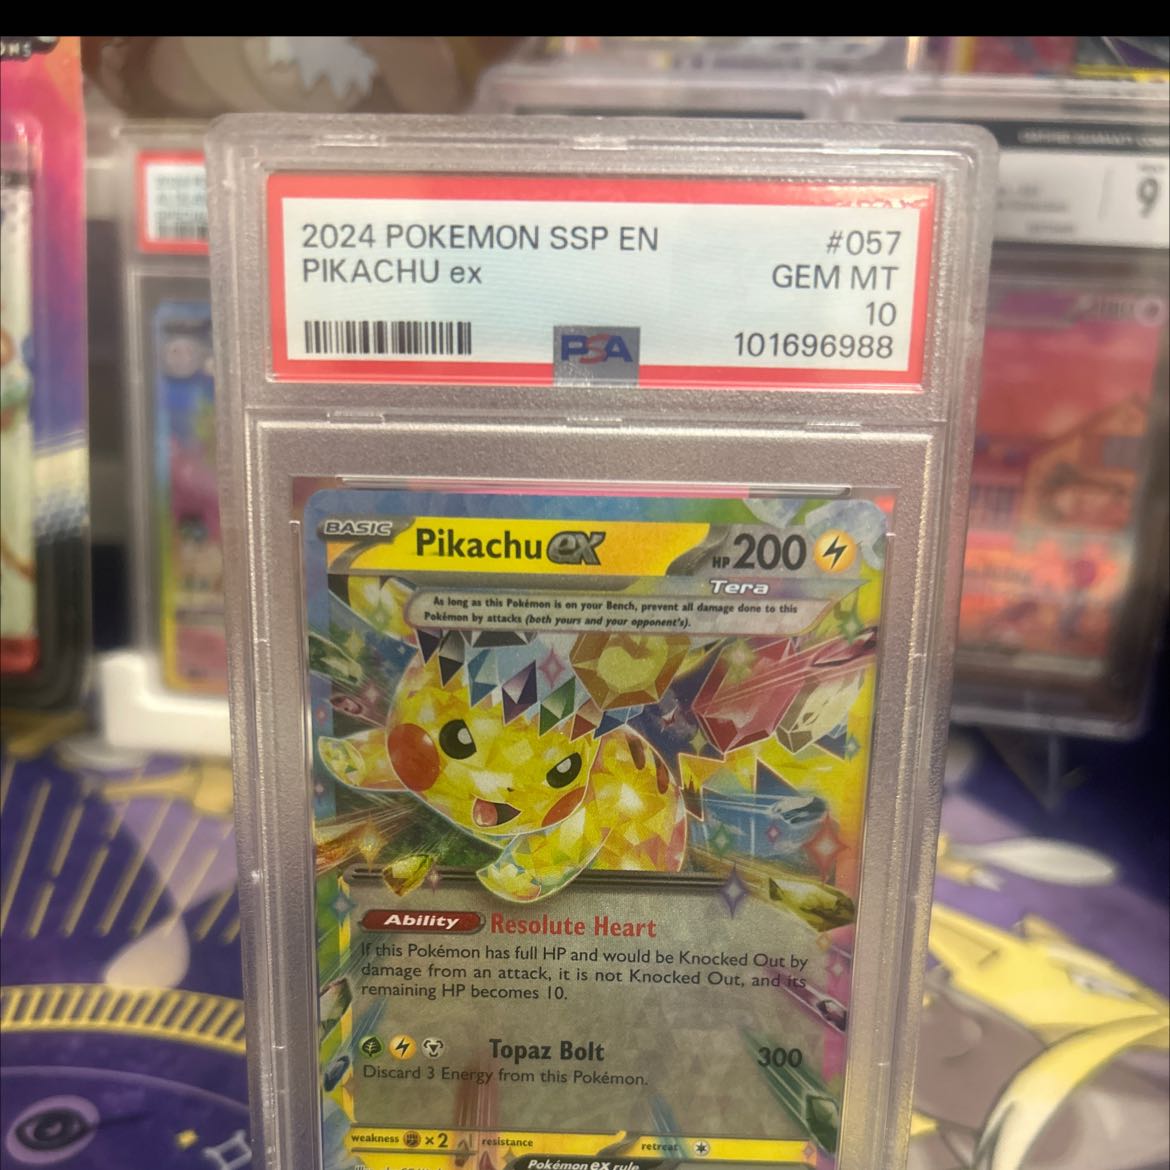 2024 POKEMON SSP EN #057
PIKACHU ex GEM MT
10
PSA 101696988
BASIC Pikachu ex HP 200
Tera
As long as this Pokémon is on your Bench, prevent all damage done to this
Pokémon by attacks (both yours and your opponent's).
Ability Resolute Heart
If this Pokémon has full HP and would be Knocked Out by
damage from an attack, it is not Knocked Out, and its
remaining HP becomes 10.
Topaz Bolt 300
Discard 3 Energy from this Pokémon.
weakness ×2 resistance retreat
Pokémon ex rule
9